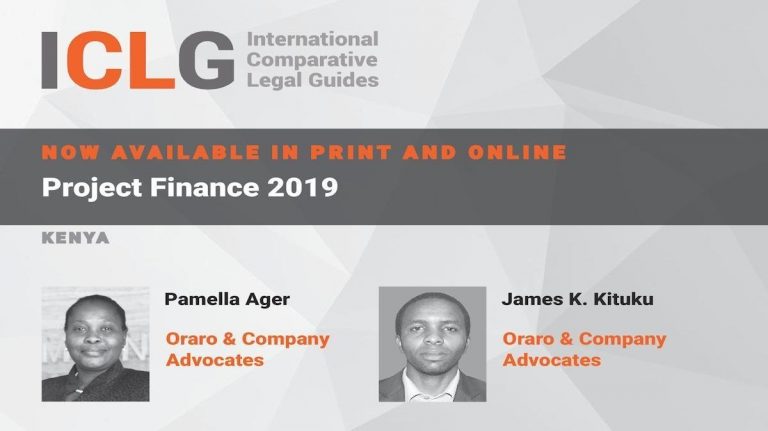 ICLG
International
Comparative
Legal Guides
NOW AVAILABLE IN PRINT AND ONLINE
Project Finance 2019
KENYA
Pamella Ager
Oraro & Company
Advocates
James K. Kituku
Oraro & Company
Advocates